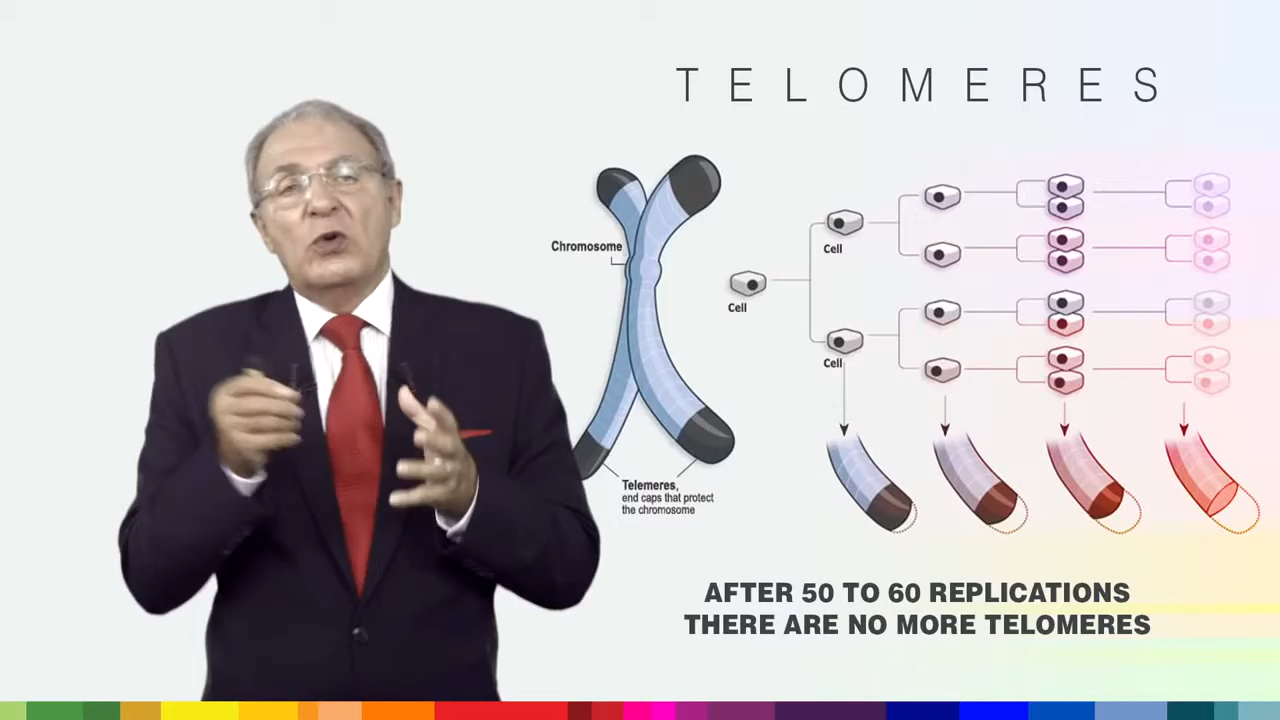 TELOMERES
Chromosome
Cell
Cell
Cell
Telemeres,
end caps that protect
the chromosome
AFTER 50 TO 60 REPLICATIONS
THERE ARE NO MORE TELOMERES